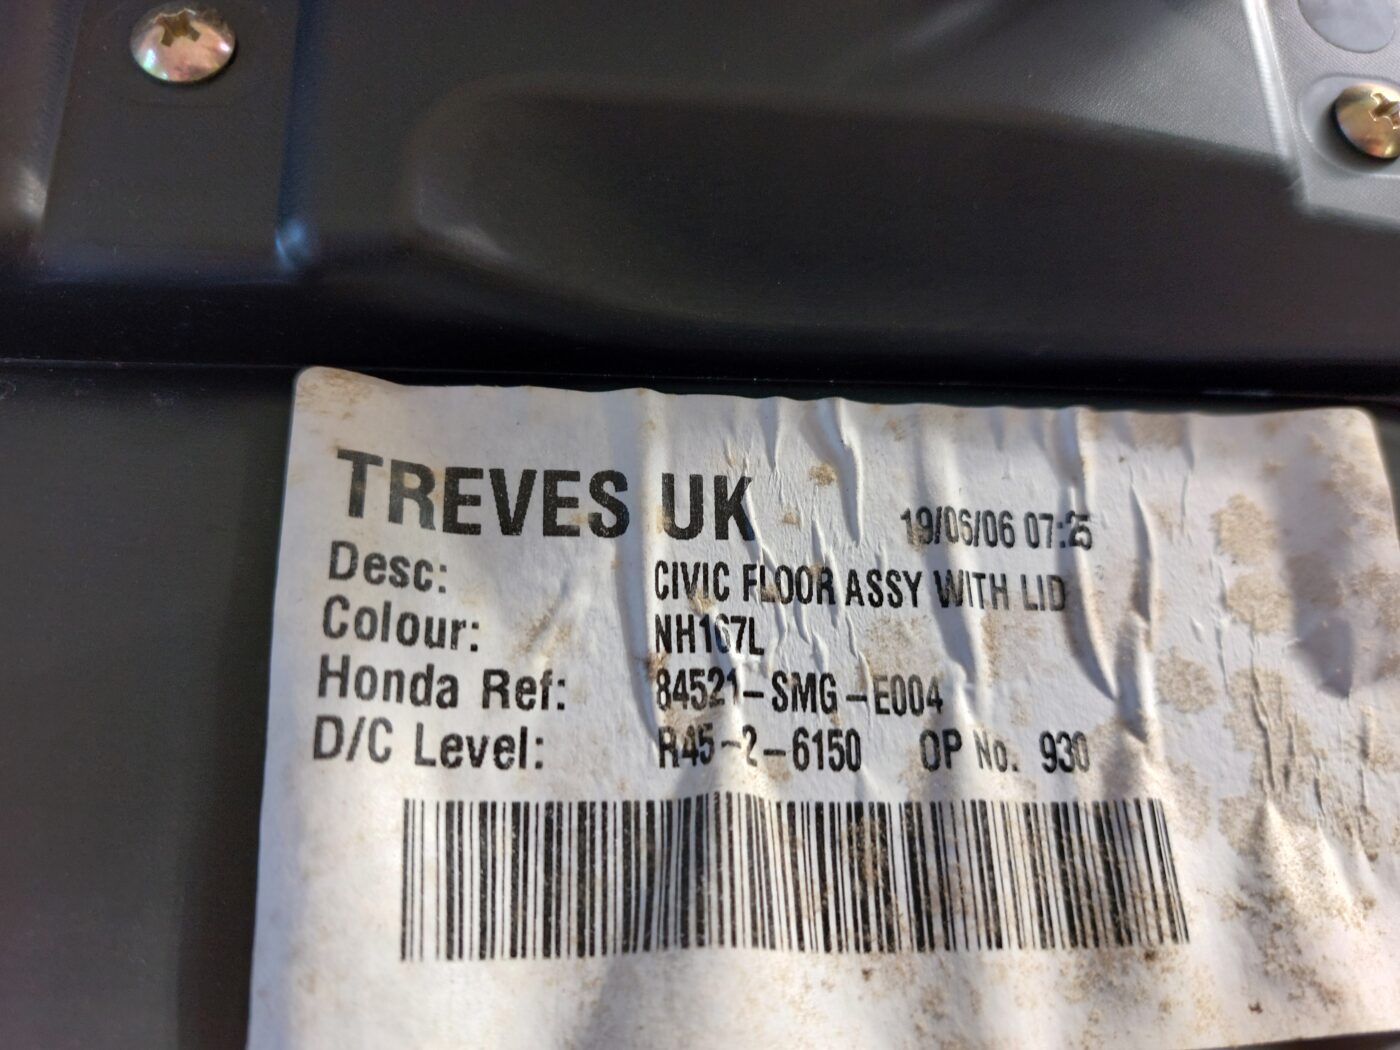 TREVES UK 19/06/06 07:25
Desc: CIVIC FLOOR ASSY WITH LID
Colour: NH167L
Honda Ref: 84521-SMG-E004
D/C Level: R45-2-6150 OP No. 930